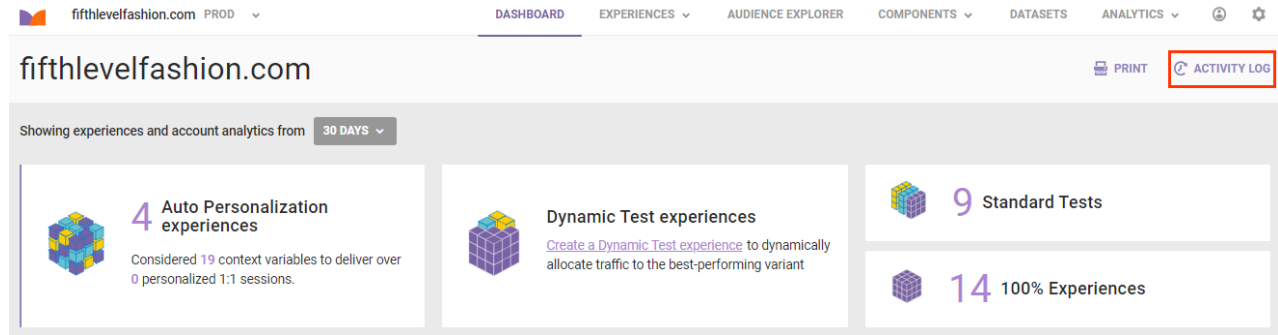 fifthlevelfashion.com PROD
DASHBOARD
EXPERIENCES
AUDIENCE EXPLORER
COMPONENTS
DATASETS
ANALYTICS
fifthlevelfashion.com
PRINT
ACTIVITY LOG
Showing experiences and account analytics from 30 DAYS
4 Auto Personalization
experiences
Considered 19 context variables to deliver over
0 personalized 1:1 sessions.
Dynamic Test experiences
Create a Dynamic Test experience to dynamically
allocate traffic to the best-performing variant
9 Standard Tests
14 100% Experiences